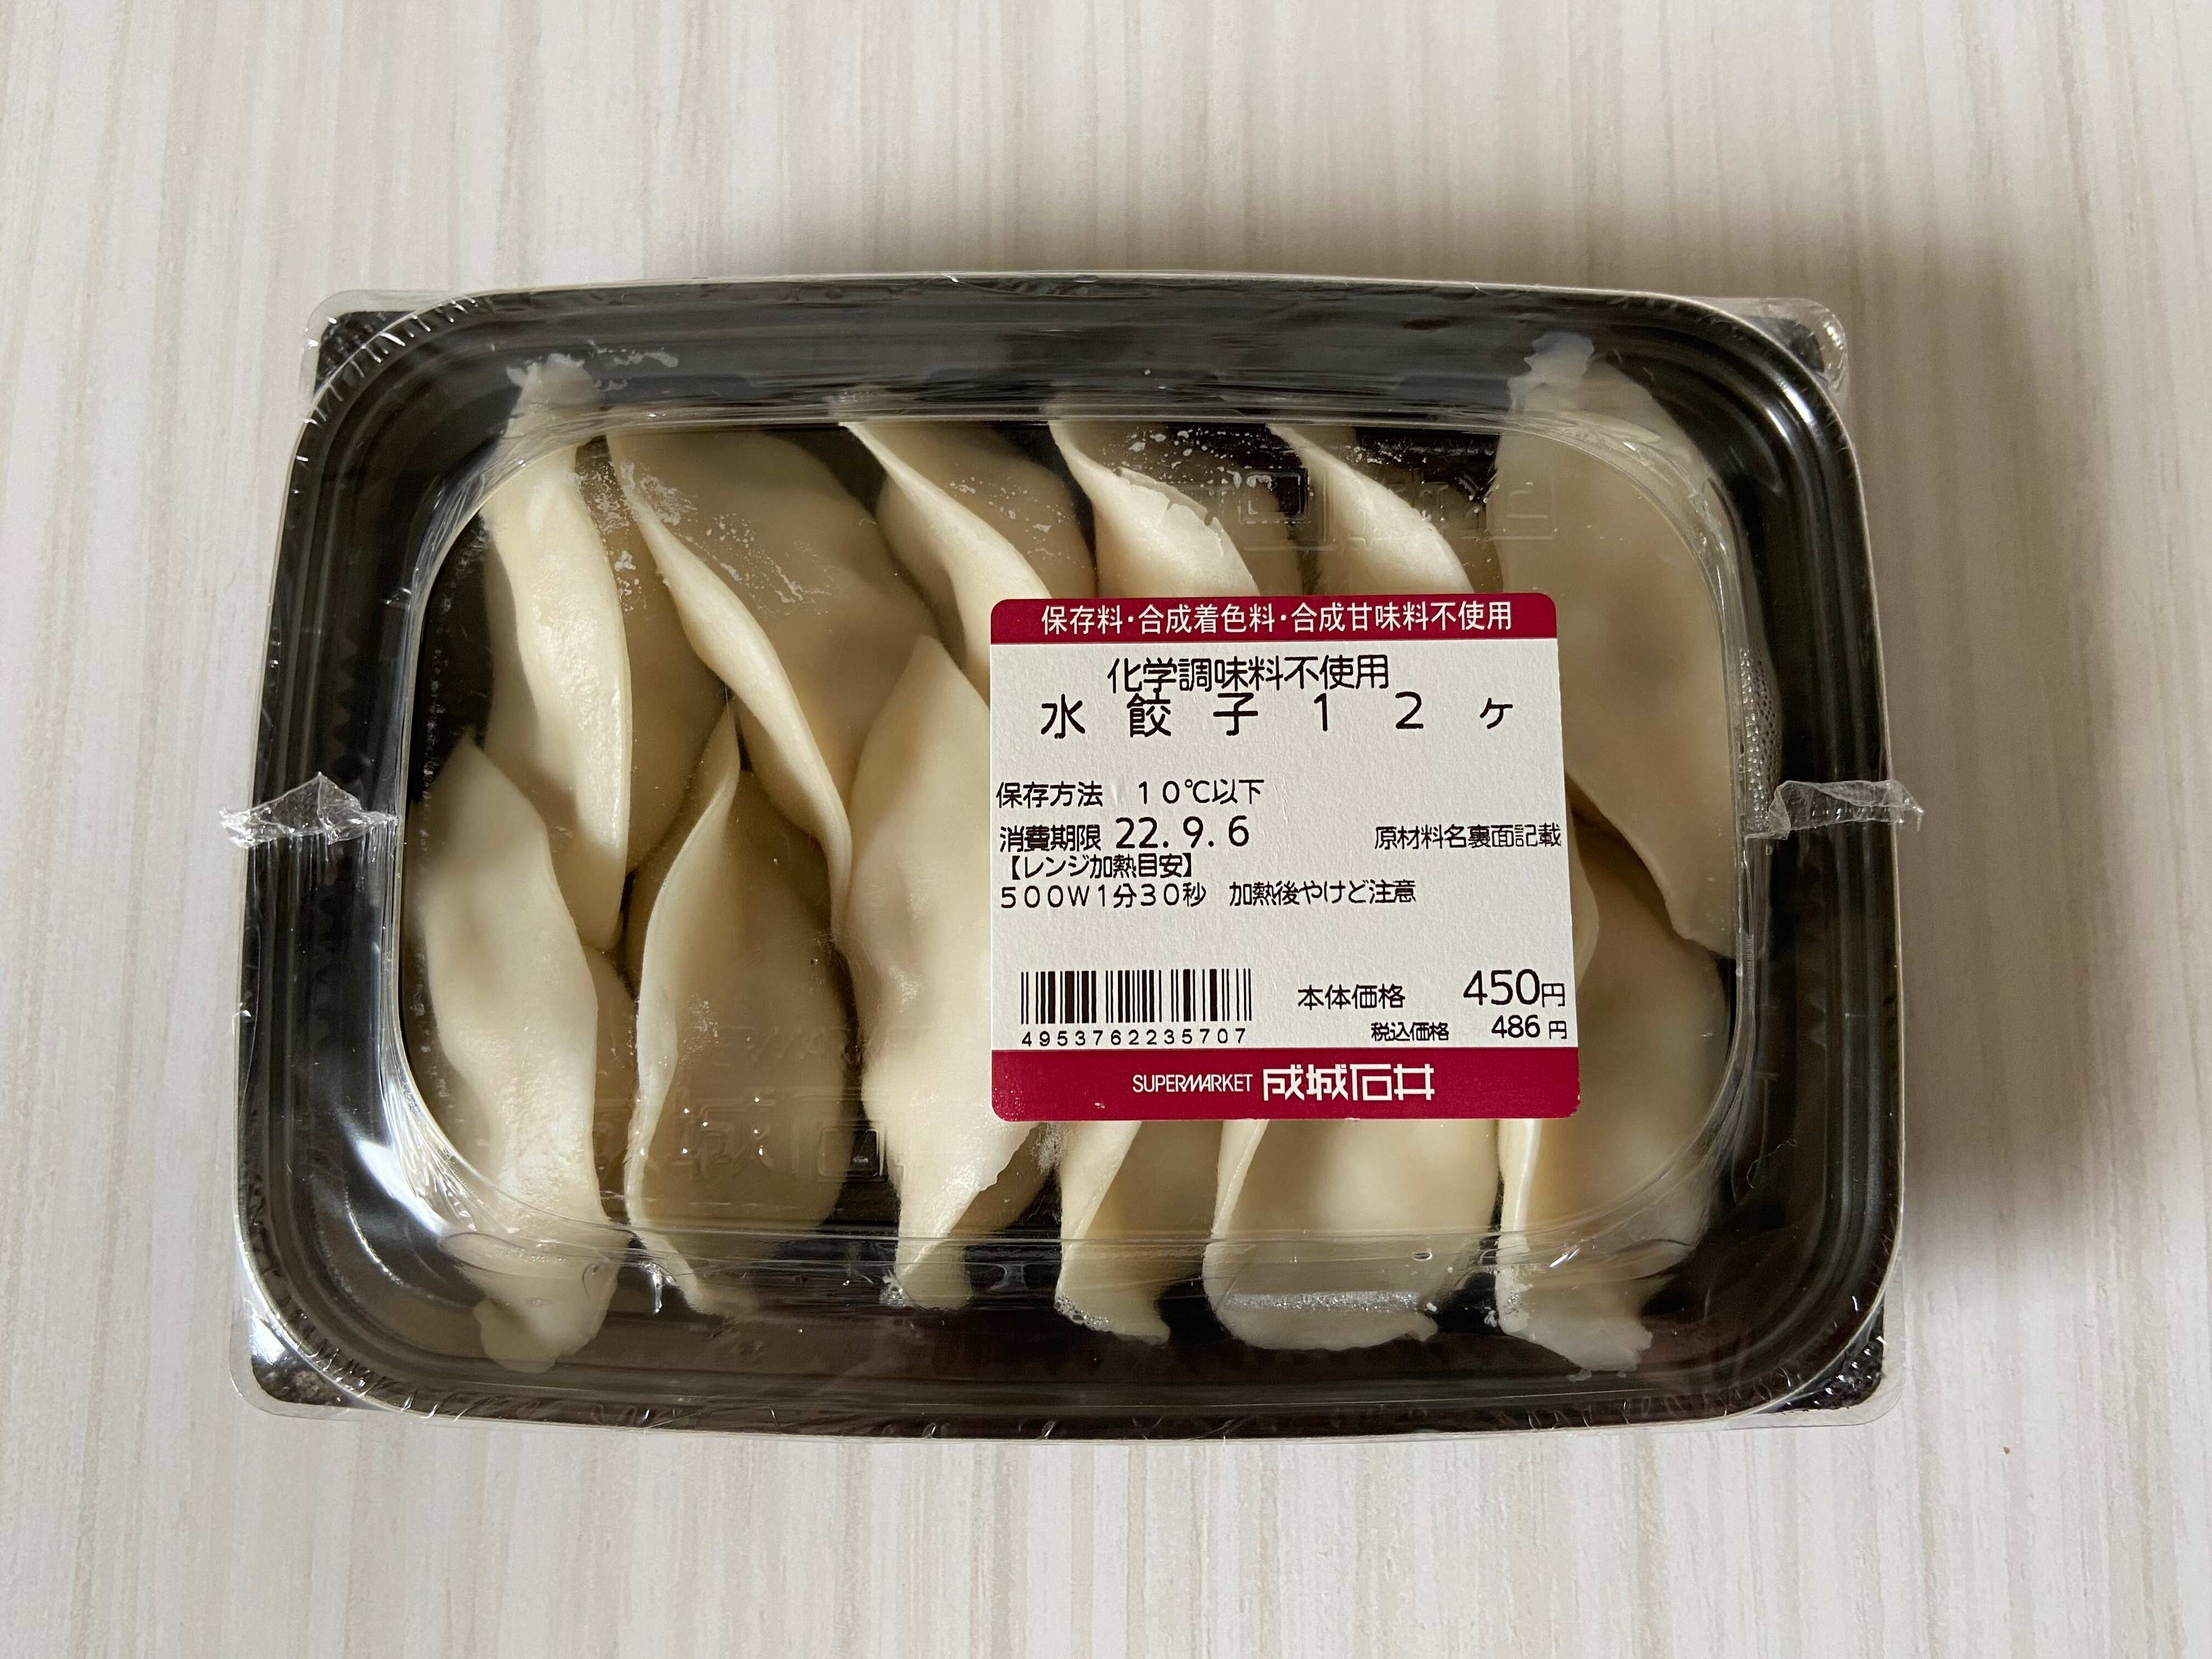 保存料・合成着色料・合成甘味料不使用
化学調味料不使用
水餃子12ヶ
保存方法 10℃以下
消費期限 22.9.6 原材料名裏面記載
【レンジ加熱目安】
500W1分30秒 加熱後やけど注意
本体価格 450円
税込価格 486円
4953762235707
SUPERMARKET 成城石井